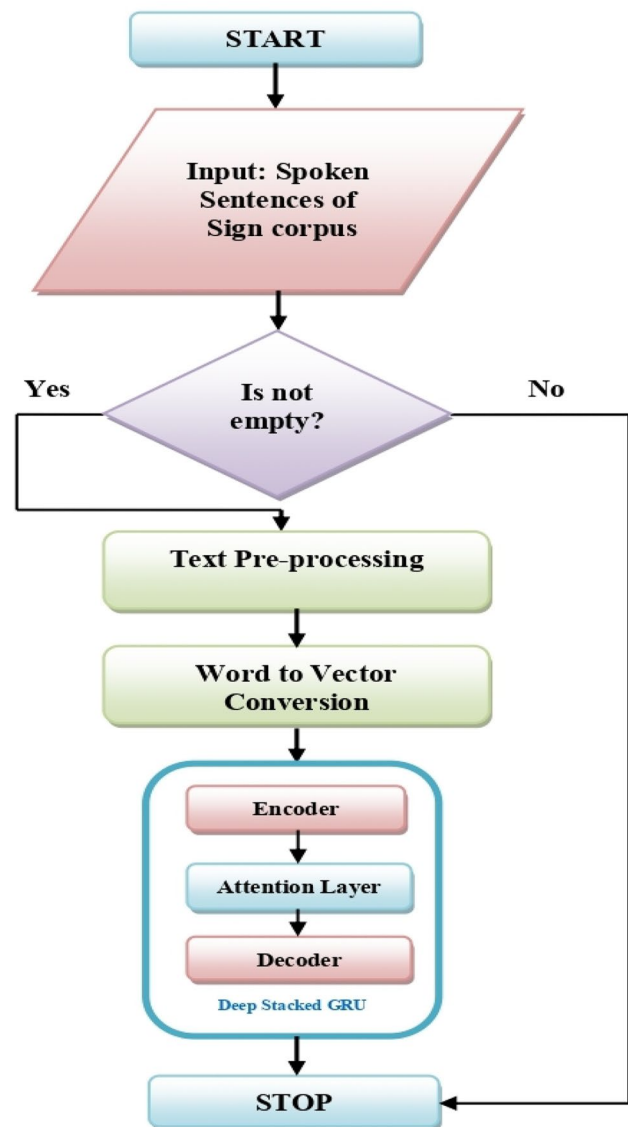 START
Input: Spoken
Sentences of
Sign corpus
Yes
Is not
empty?
No
Text Pre-processing
Word to Vector
Conversion
Encoder
Attention Layer
Decoder
Deep Stacked GRU
STOP